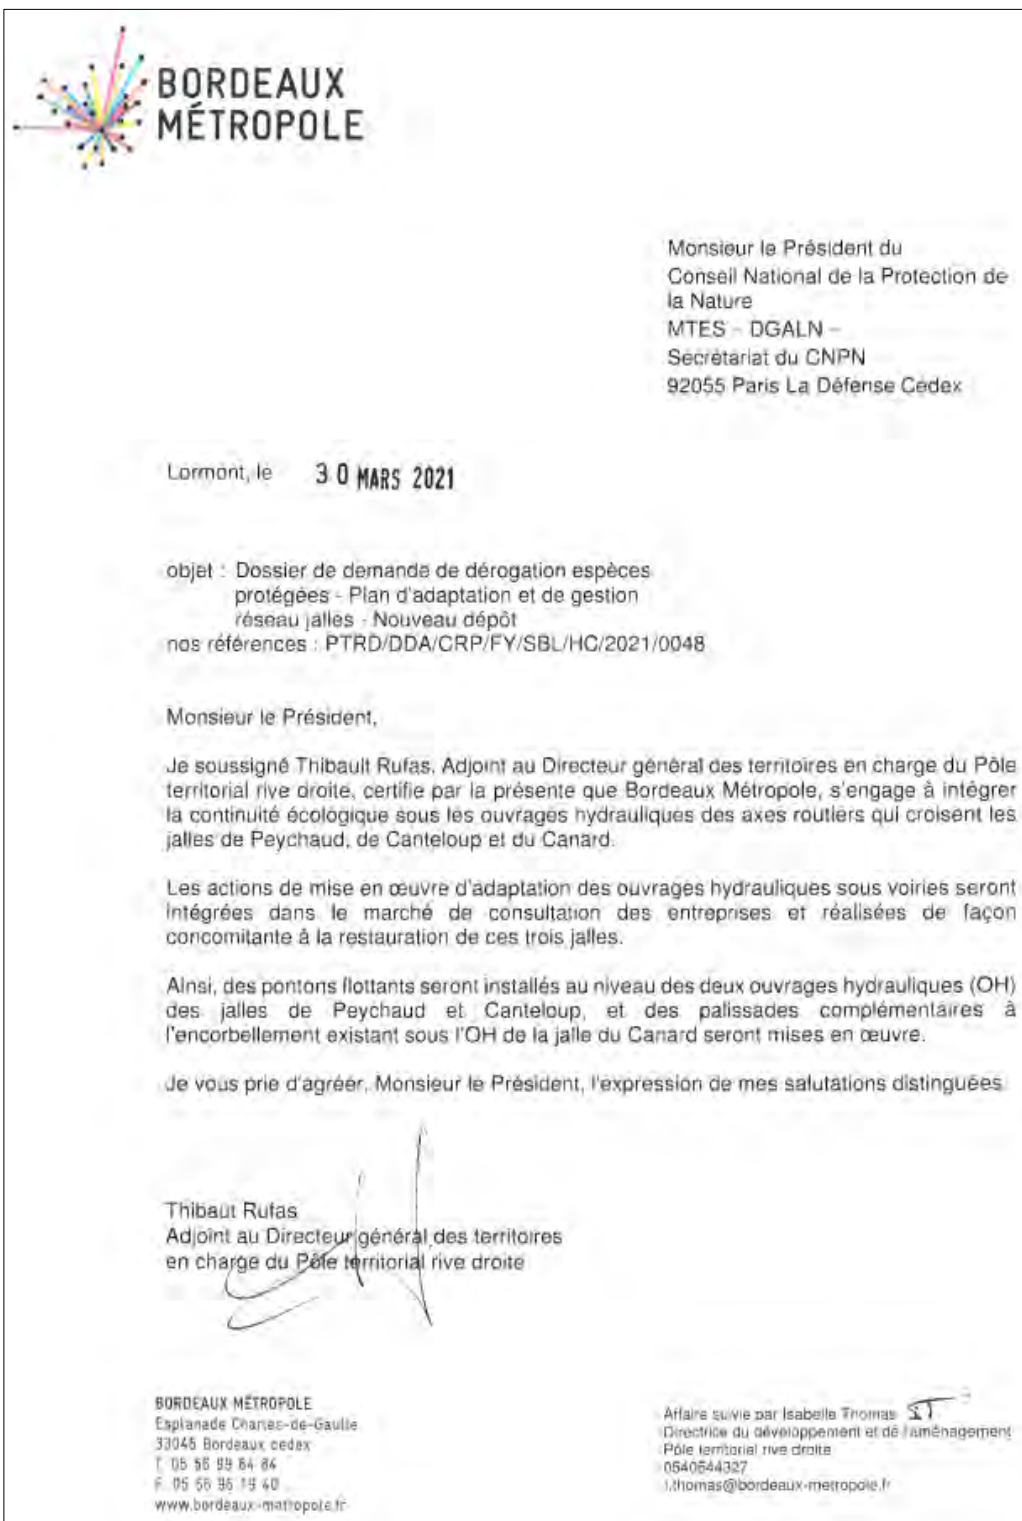 BORDEAUX
MÉTROPOLE
Monsieur le Président du
Conseil National de la Protection de
la Nature
MTES - DGALN -
Secrétariat du CNPN
92055 Paris La Défense Cedex
Lormont, le 30 MARS 2021
objet : Dossier de demande de dérogation espèces
protégées - Plan d'adaptation et de gestion
réseau jalles - Nouveau dépôt
nos références : PTRD/DDA/CRP/FY/SBL/HC/2021/0048
Monsieur le Président,
Je soussigné Thibault Rufas, Adjoint au Directeur général des territoires en charge du Pôle
territorial rive droite, certifie par la présente que Bordeaux Métropole, s'engage à intégrer
la continuité écologique sous les ouvrages hydrauliques des axes routiers qui croisent les
jalles de Peychaud, de Canteloup et du Canard.
Les actions de mise en œuvre d'adaptation des ouvrages hydrauliques sous voiries seront
intégrées dans le marché de consultation des entreprises et réalisées de façon
concomitante à la restauration de ces trois jalles.
Ainsi, des pontons flottants seront installés au niveau des deux ouvrages hydrauliques (OH)
des jalles de Peychaud et Canteloup, et des palissades complémentaires à
l'encorbellement existant sous l'OH de la jalle du Canard seront mises en œuvre.
Je vous prie d'agréer, Monsieur le Président, l'expression de mes salutations distinguées.
Thibaut Rufas
Adjoint au Directeur général des territoires
en charge du Pôle territorial rive droite
BORDEAUX MÉTROPOLE
Esplanade Charles-de-Gaulle
33045 Bordeaux cedex
T. 05 56 99 84 84
F. 05 56 96 19 40
www.bordeaux-metropole.fr
Affaire suivie par Isabelle Thomas
Directrice du développement et de l'aménagement
Pôle territorial rive droite
0540544327
i.thomas@bordeaux-metropole.fr